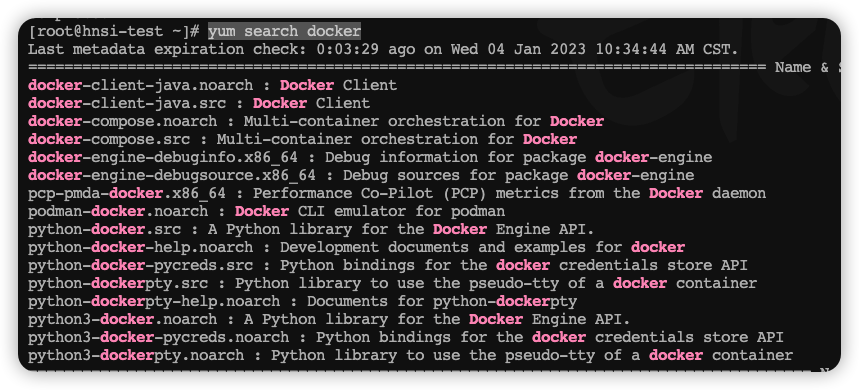 [root@hnsi-test ~]# yum search docker
Last metadata expiration check: 0:03:29 ago on Wed 04 Jan 2023 10:34:44 AM CST.
================================================================================== Name & S
docker-client-java.noarch : Docker Client
docker-client-java.src : Docker Client
docker-compose.noarch : Multi-container orchestration for Docker
docker-compose.src : Multi-container orchestration for Docker
docker-engine-debuginfo.x86_64 : Debug information for package docker-engine
docker-engine-debugsource.x86_64 : Debug sources for package docker-engine
pcp-pmda-docker.x86_64 : Performance Co-Pilot (PCP) metrics from the Docker daemon
podman-docker.noarch : Docker CLI emulator for podman
python-docker.src : A Python library for the Docker Engine API.
python-docker-help.noarch : Development documents and examples for docker
python-docker-pycreds.src : Python bindings for the docker credentials store API
python-dockerpty.src : Python library to use the pseudo-tty of a docker container
python-dockerpty-help.noarch : Documents for python-dockerpty
python3-docker.noarch : A Python library for the Docker Engine API.
python3-docker-pycreds.noarch : Python bindings for the docker credentials store API
python3-dockerpty.noarch : Python library to use the pseudo-tty of a docker container